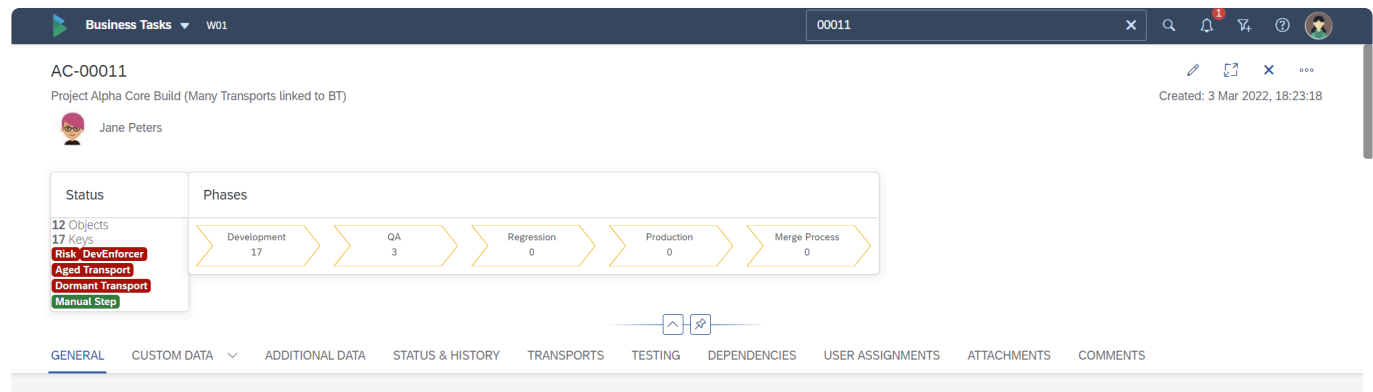 Business Tasks W01 00011
1
AC-00011
Project Alpha Core Build (Many Transports linked to BT)
Created: 3 Mar 2022, 18:23:18
Jane Peters
Status
Phases
12 Objects
17 Keys
Risk DevEnforcer
Aged Transport
Dormant Transport
Manual Step
Development
17
QA
3
Regression
0
Production
0
Merge Process
0
GENERAL CUSTOM DATA ADDITIONAL DATA STATUS & HISTORY TRANSPORTS TESTING DEPENDENCIES USER ASSIGNMENTS ATTACHMENTS COMMENTS